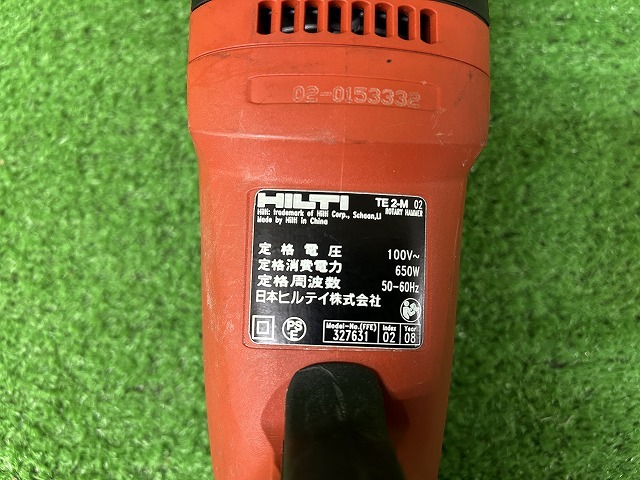 02-0153332
HILTI TE 2-M 02
Hilti: trademark of Hilti Corp., Schaan,LI ROTARY HAMMER
Made by Hilti in China
定格電圧 100V~
定格消費電力 650W
定格周波数 50-60Hz
日本ヒルテイ株式会社
PS E Model-No.(FFE) Index Year
327631 02 08